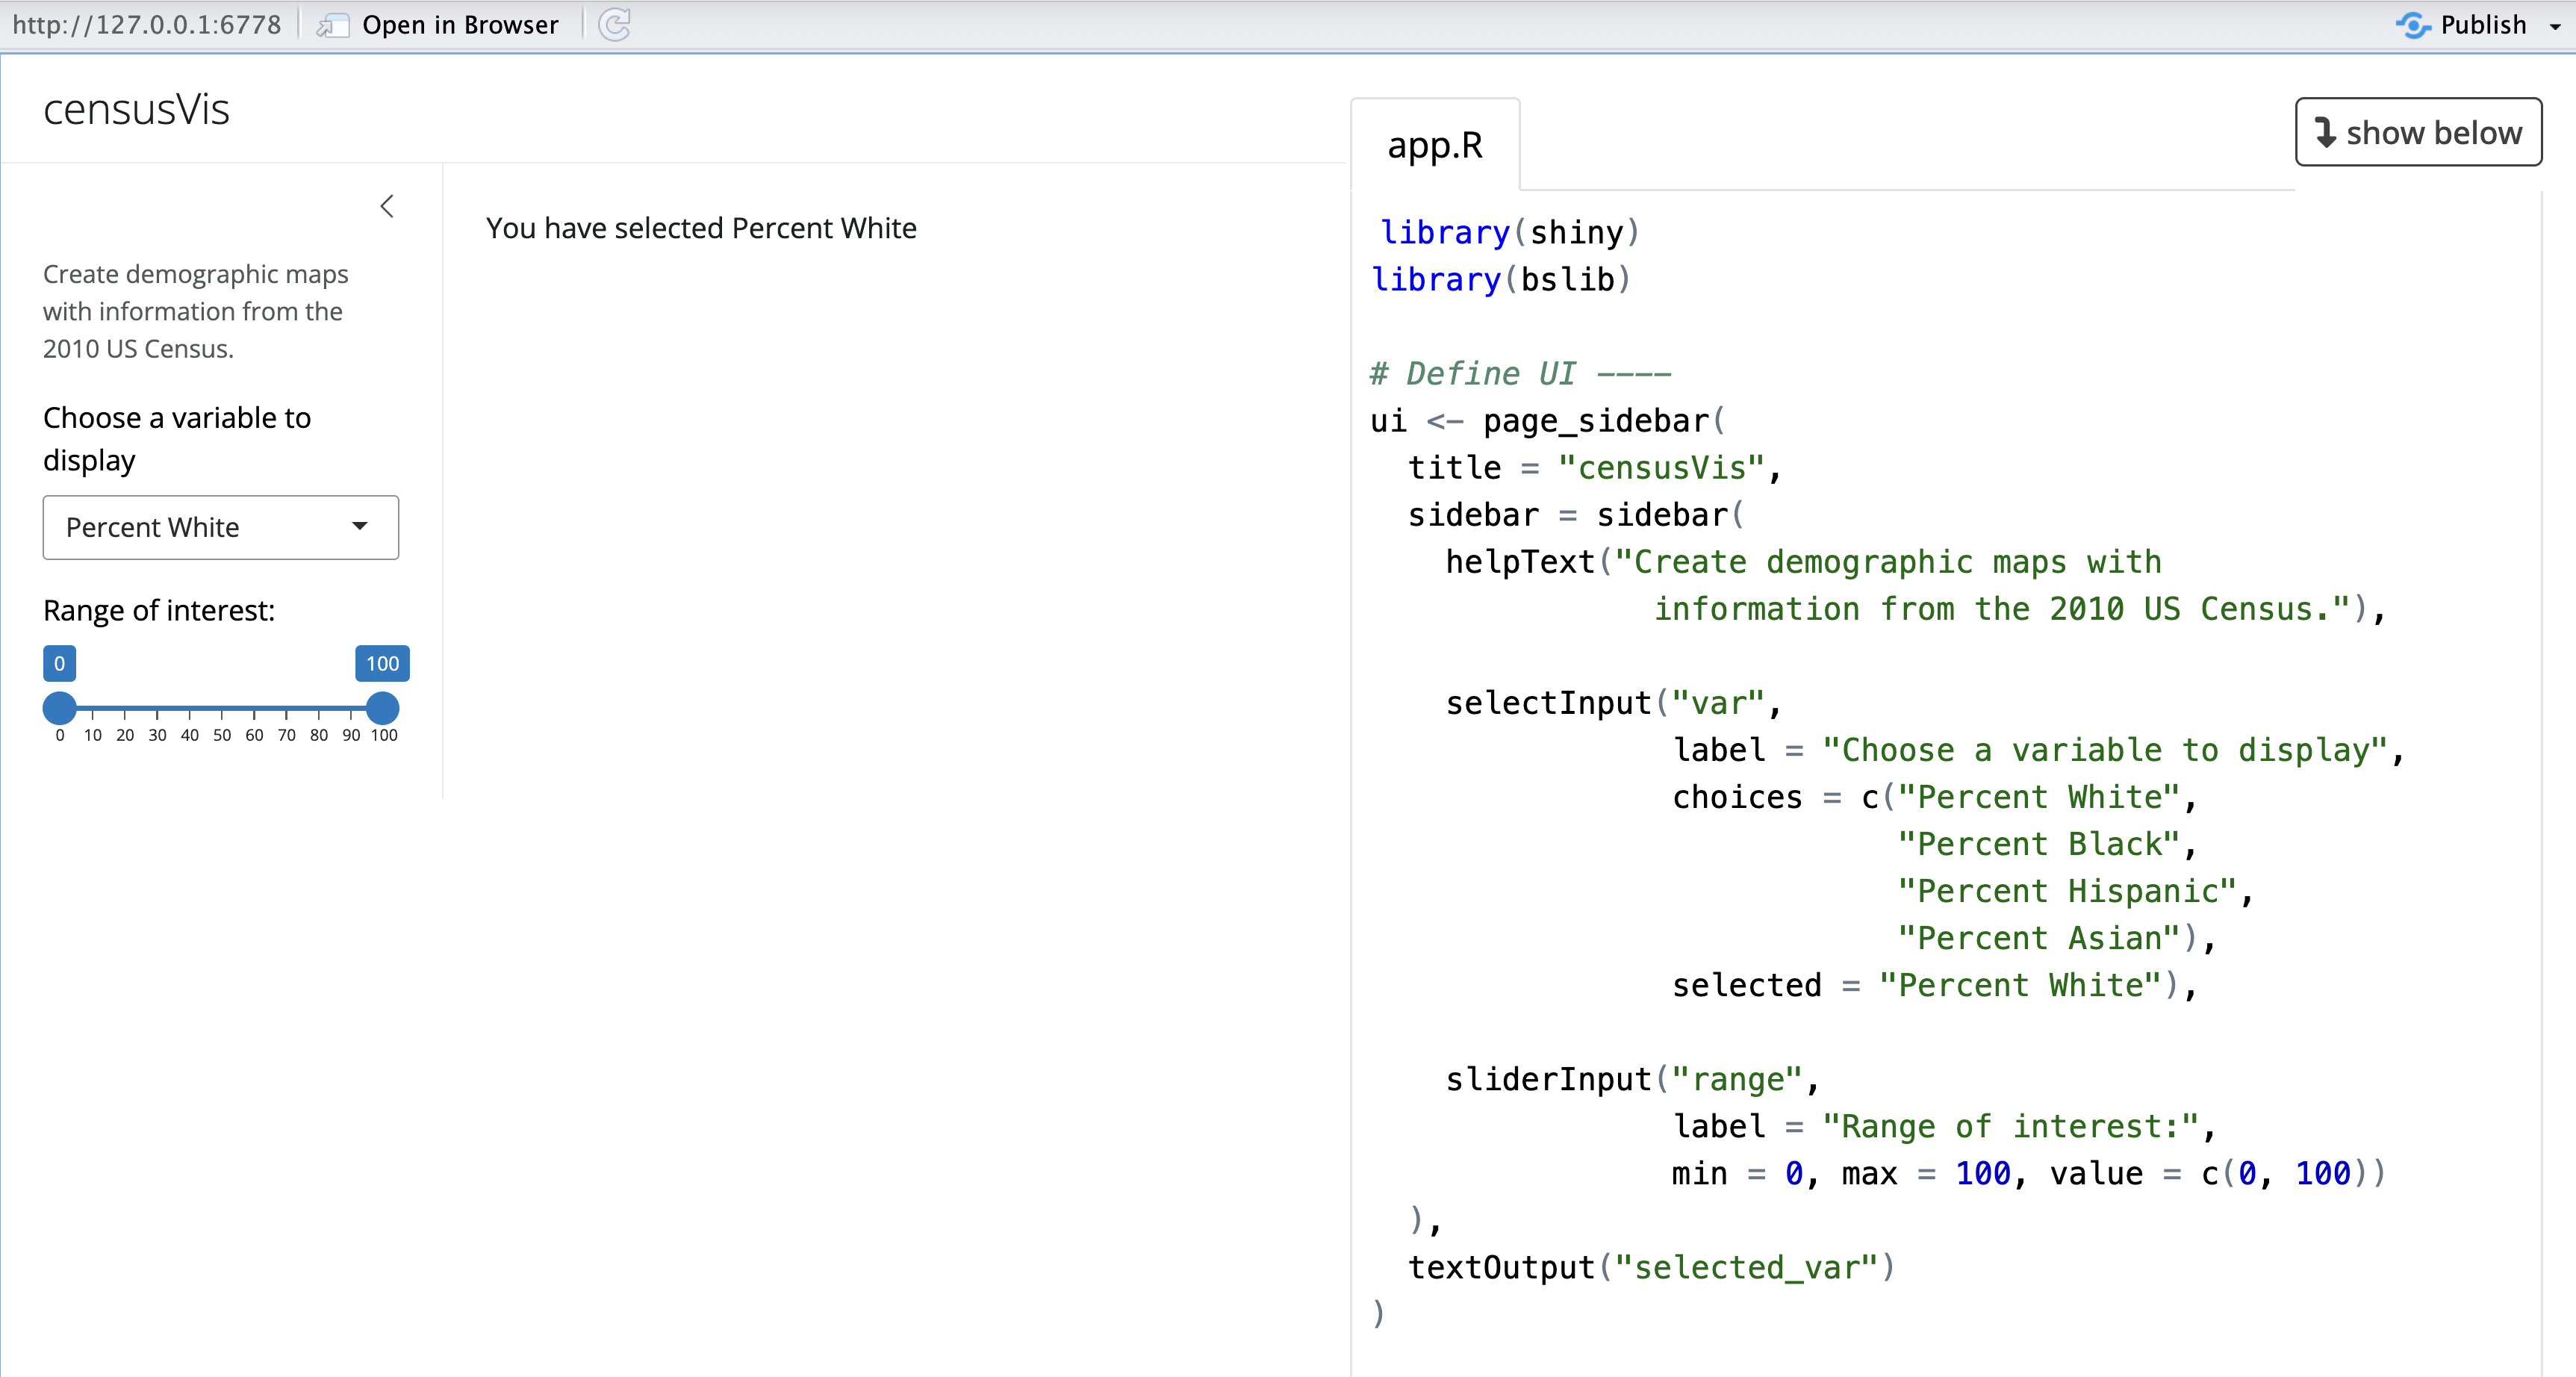 http://127.0.0.1:6778 Open in Browser Publish
censusVis
Create demographic maps
with information from the
2010 US Census.
Choose a variable to
display
Percent White
Range of interest:
0 100
0 10 20 30 40 50 60 70 80 90 100
You have selected Percent White
app.R
show below
library(shiny)
library(bslib)
# Define UI ----
ui <- page_sidebar(
  title = "censusVis",
  sidebar = sidebar(
    helpText("Create demographic maps with
               information from the 2010 US Census."),
    selectInput("var",
                label = "Choose a variable to display",
                choices = c("Percent White",
                            "Percent Black",
                            "Percent Hispanic",
                            "Percent Asian"),
                selected = "Percent White"),
    sliderInput("range",
                label = "Range of interest:",
                min = 0, max = 100, value = c(0, 100))
  ),
  textOutput("selected_var")
)